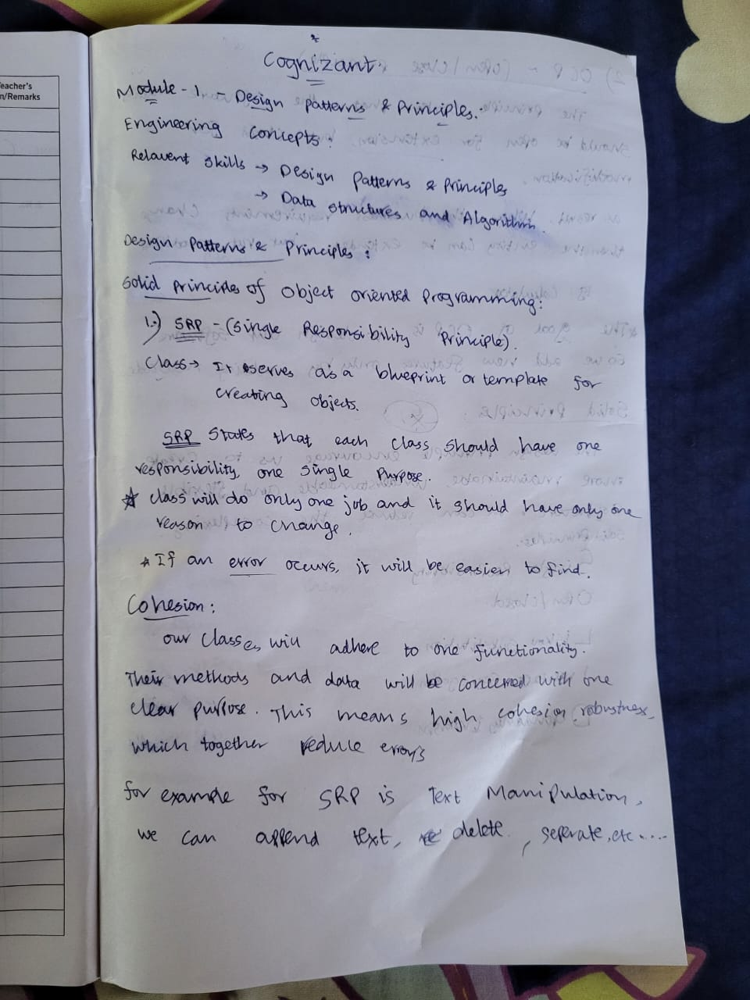 eacher's
n/Remarks
Cognizant.
Module - 1. - Design Patterns & Principles.
Engineering Concepts:
Relavent skills → Design Patterns & Principles
→ Data structures and Algorithm.
Design Patterns & Principles:
Solid principles of object oriented Programming:
1.) SRP - (Single Responsibility Principle).
Class → It serves as a blueprint or template for
creating objects.
SRP States that each class should have one
responsibility, one single purpose.
☆ class will do only one job and it should have only one
reason to change.
* If an error occurs, it will be easier to find.
Cohesion:
our classes will adhere to one functionality.
Their methods and data will be concerned with one
clear purpose. This means high cohesion, robustness,
which together reduce errors
for example for SRP is Text Manipulation,
we can append text, delete, seperate, etc....